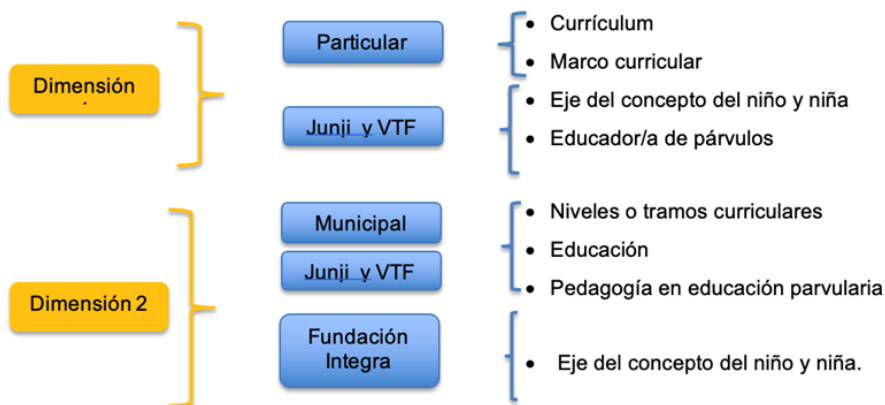 Dimensión
Particular
• Currículum
• Marco curricular
Junji y VTF
• Eje del concepto del niño y niña
• Educador/a de párvulos
Dimensión 2
Municipal
Junji y VTF
• Niveles o tramos curriculares
• Educación
• Pedagogía en educación parvularia
Fundación
Integra
• Eje del concepto del niño y niña.